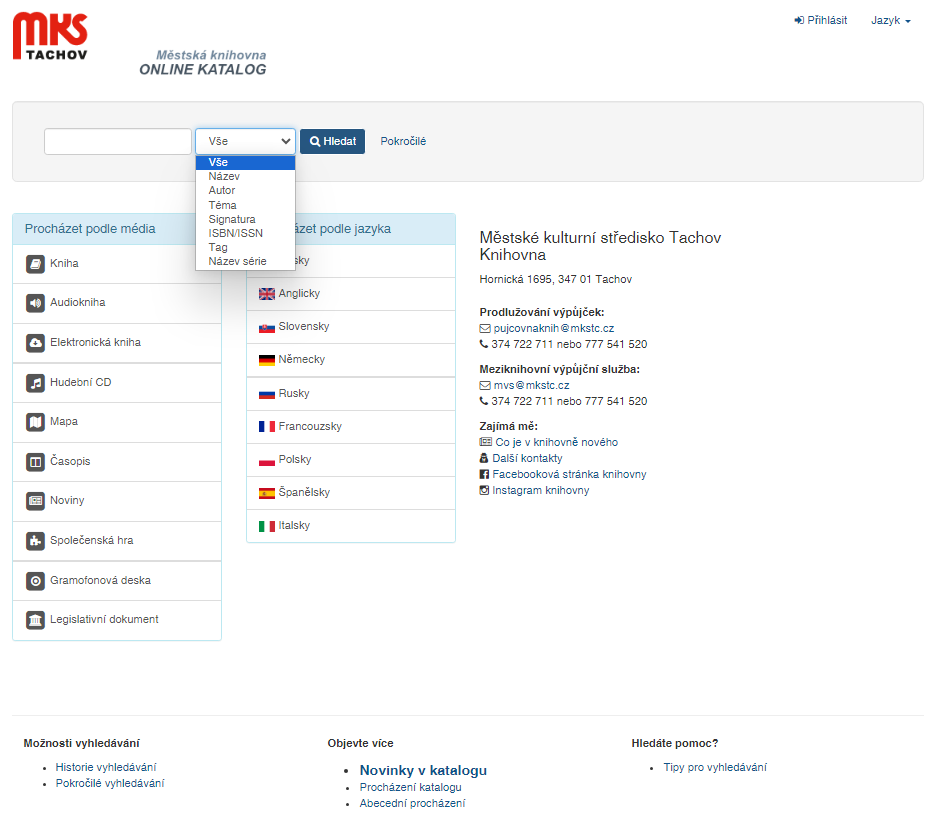 MKS
TACHOV
Městská knihovna
ONLINE KATALOG
Přihlásit
Jazyk
Vše
Hledat
Pokročilé
Vše
Název
Autor
Téma
Signatura
ISBN/ISSN
Tag
Název série
Procházet podle média
Kniha
Audiokniha
Elektronická kniha
Hudební CD
Mapa
Časopis
Noviny
Společenská hra
Gramofonová deska
Legislativní dokument
podle jazyka
Anglicky
Slovensky
Německy
Rusky
Francouzsky
Polsky
Španělsky
Italsky
Městské kulturní středisko Tachov
Knihovna
Hornická 1695, 347 01 Tachov
Prodlužování výpůjček:
pujcovnaknih@mkstc.cz
374 722 711 nebo 777 541 520
Meziknihovní výpůjční služba:
mvs@mkstc.cz
374 722 711 nebo 777 541 520
Zajímá mě:
Co je v knihovně nového
Další kontakty
Facebooková stránka knihovny
Instagram knihovny
Možnosti vyhledávání
Historie vyhledávání
Pokročilé vyhledávání
Objevte více
Novinky v katalogu
Procházení katalogu
Abecední procházení
Hledáte pomoc?
Tipy pro vyhledávání